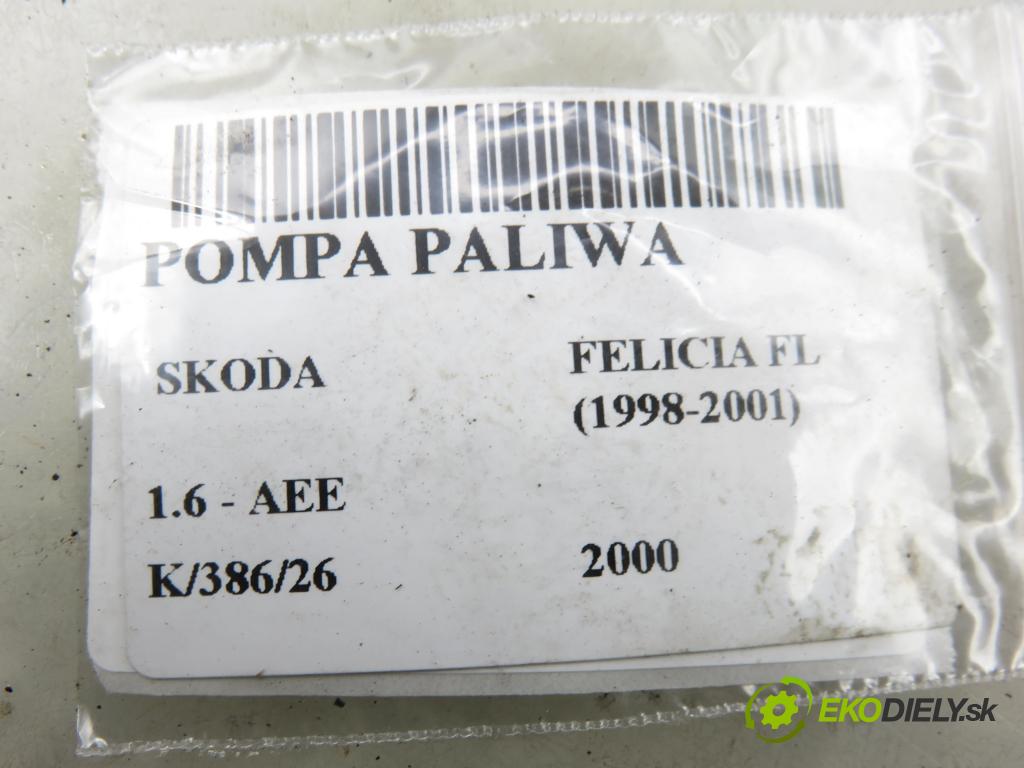 POMPA PALIWA
SKODA
FELICIA FL
(1998-2001)
1.6 - AEE
K/386/26
2000
EKODIELY.sk